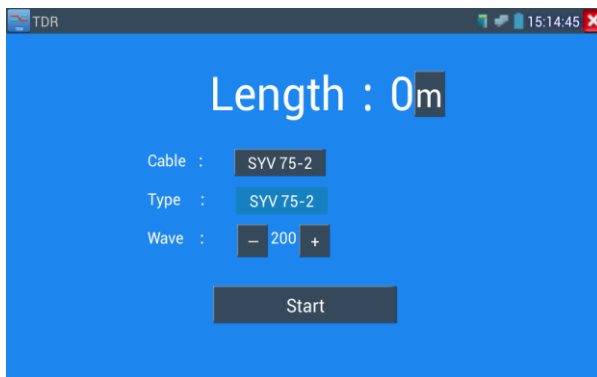 TDR 15:14:45
Length : 0m
Cable : SYV 75-2
Type : SYV 75-2
Wave : – 200 +
Start